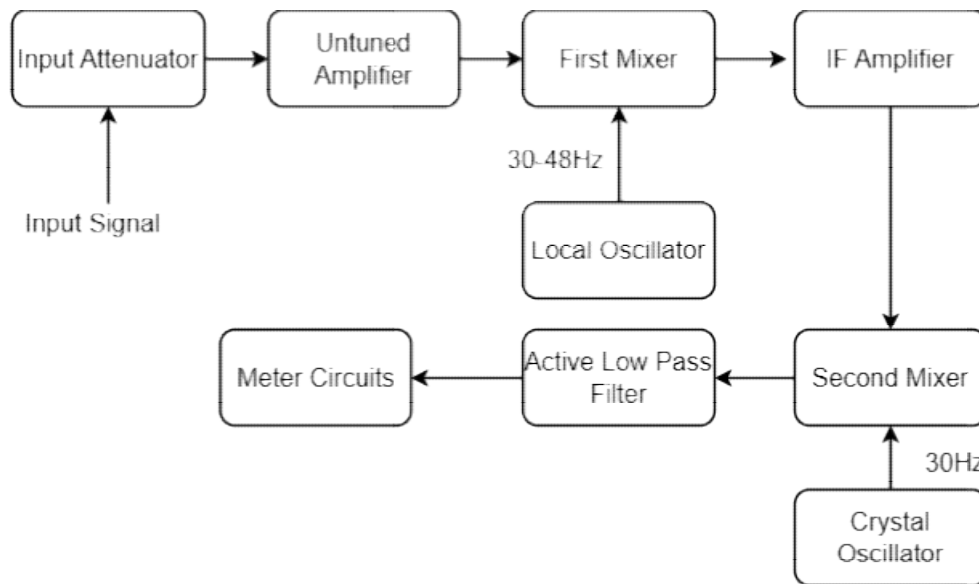 Input Attenuator
Untuned
Amplifier
First Mixer
IF Amplifier
30-48Hz
Input Signal
Local Oscillator
Meter Circuits
Active Low Pass
Filter
Second Mixer
30Hz
Crystal
Oscillator